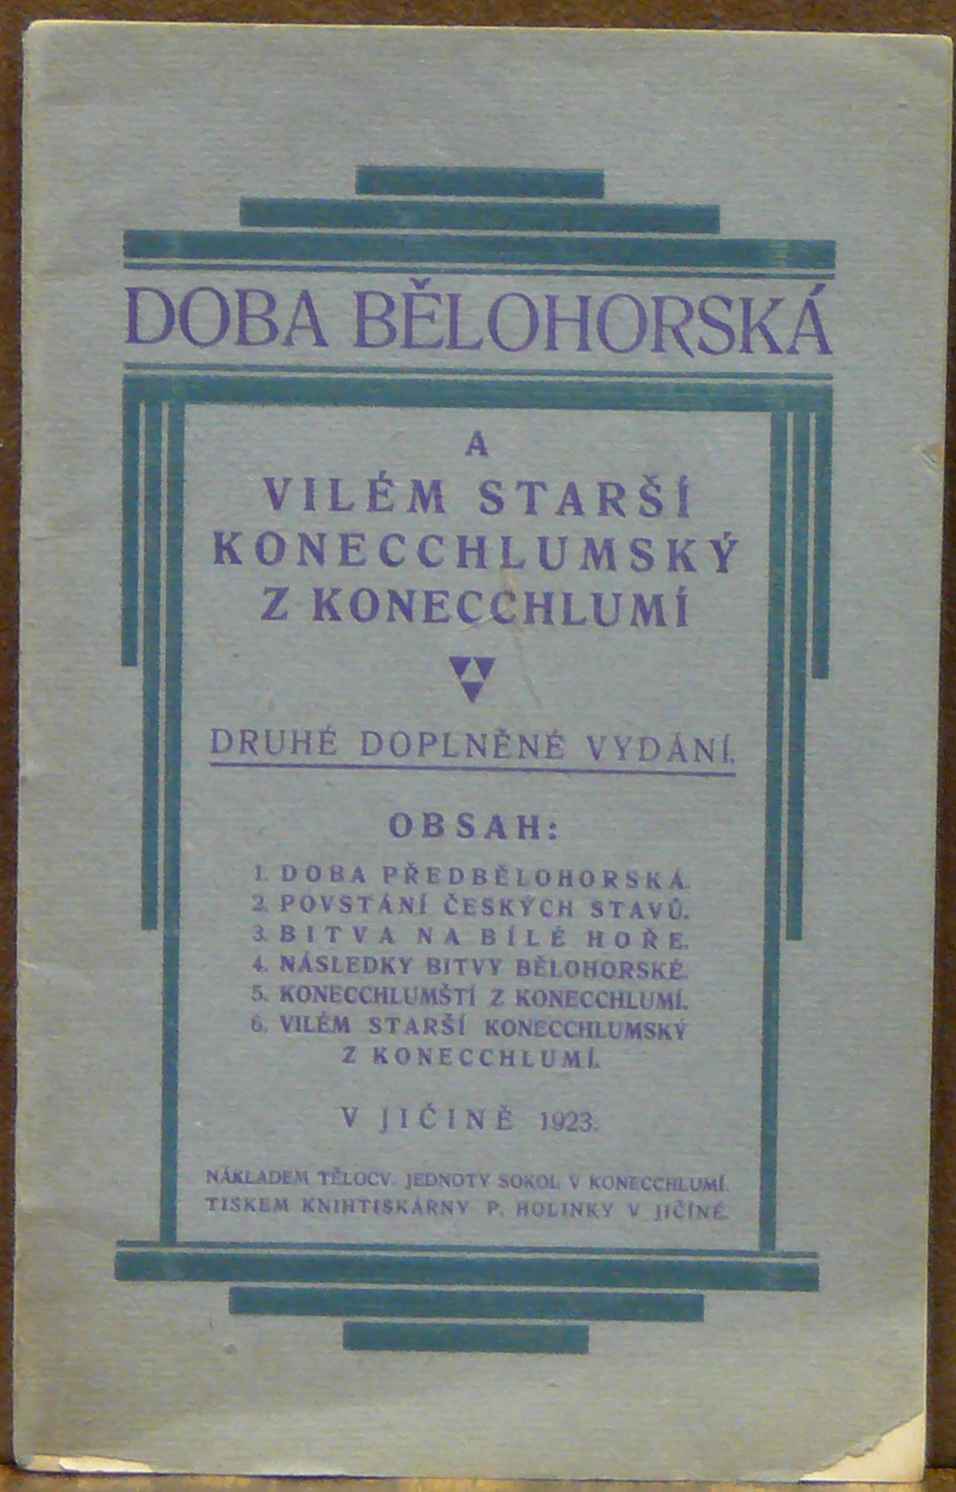 DOBA BĚLOHORSKÁ
A
VILÉM STARŠÍ
KONECCHLUMSKÝ
Z KONECCHLUMÍ
DRUHÉ DOPLNĚNÉ VYDÁNÍ.
OBSAH:
1. DOBA PŘEDBĚLOHORSKÁ.
2. POVSTÁNÍ ČESKÝCH STAVŮ.
3. BITVA NA BÍLÉ HOŘE.
4. NÁSLEDKY BITVY BĚLOHORSKÉ.
5. KONECCHLUMŠTÍ Z KONECCHLUMÍ.
6. VILÉM STARŠÍ KONECCHLUMSKÝ
Z KONECCHLUMÍ.
V JIČÍNĚ 1923.
NÁKLADEM TĚLOCV. JEDNOTY SOKOL V KONECCHLUMÍ.
TISKEM KNIHTISKÁRNY P. HOLINKY V JIČÍNĚ.